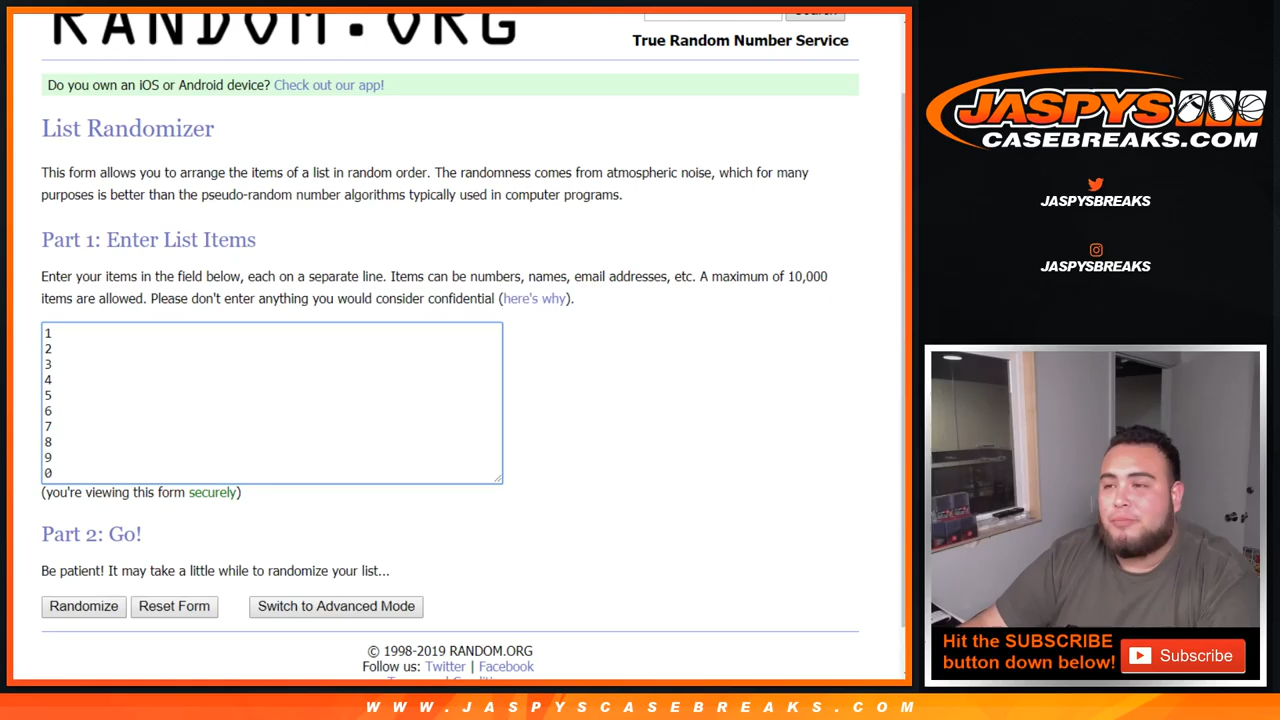 RANDOM.ORG
Search
True Random Number Service
Do you own an iOS or Android device? Check out our app!
List Randomizer
This form allows you to arrange the items of a list in random order. The randomness comes from atmospheric noise, which for many
purposes is better than the pseudo-random number algorithms typically used in computer programs.
Part 1: Enter List Items
Enter your items in the field below, each on a separate line. Items can be numbers, names, email addresses, etc. A maximum of 10,000
items are allowed. Please don't enter anything you would consider confidential (here's why).
1
2
3
4
5
6
7
8
9
0
(you're viewing this form securely)
Part 2: Go!
Be patient! It may take a little while to randomize your list...
Randomize
Reset Form
Switch to Advanced Mode
© 1998-2019 RANDOM.ORG
Follow us: Twitter | Facebook
JASPYS
CASEBREAKS.COM
JASPYSBREAKS
JASPYSBREAKS
Hit the SUBSCRIBE
button down below!
Subscribe
WWW.JASPYSCASEBREAKS.COM